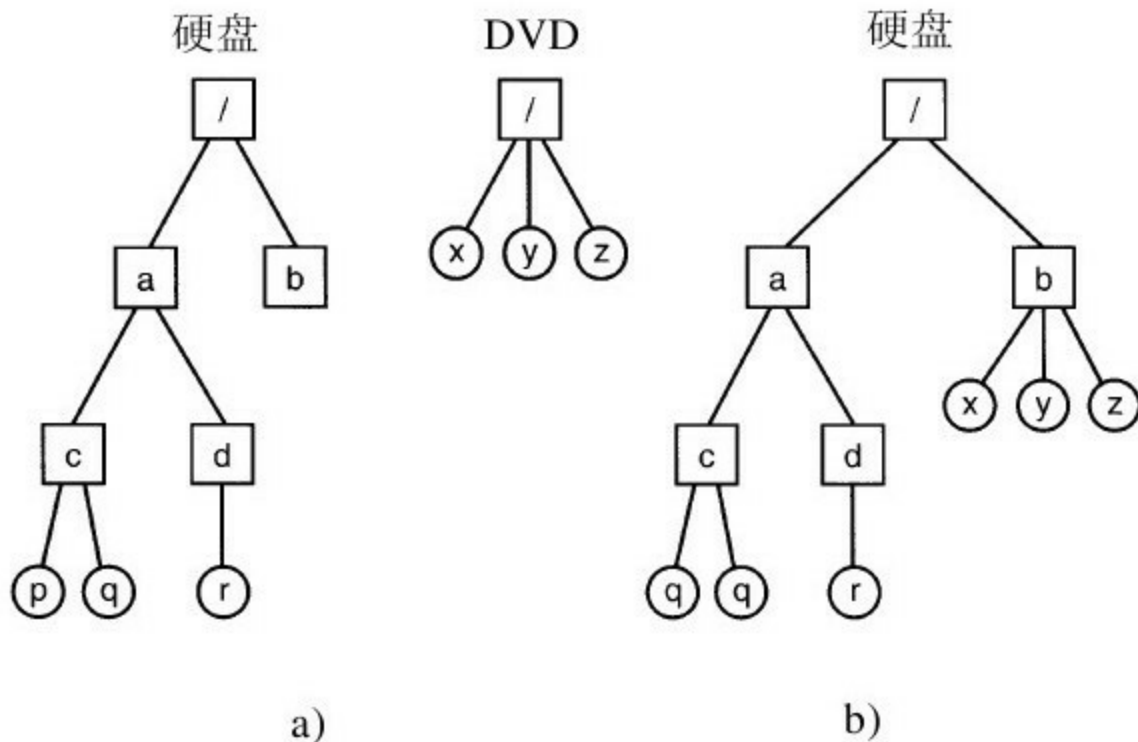 硬盘 DVD 硬盘
/ / /
x y z
a b a b
x y z
c d c d
p q r q q r
a) b)